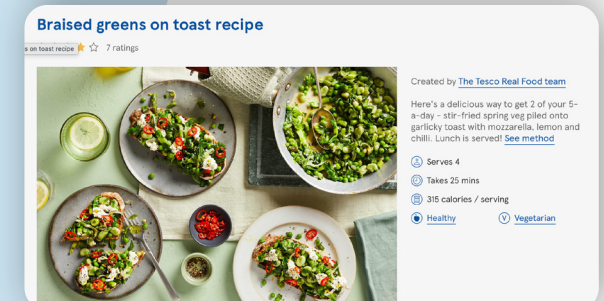 Braised greens on toast recipe
s on toast recipe
7 ratings
Created by The Tesco Real Food team
Here's a delicious way to get 2 of your 5-
a-day - stir-fried spring veg piled onto
garlicky toast with mozzarella, lemon and
chilli. Lunch is served! See method
Serves 4
Takes 25 mins
315 calories / serving
Healthy
V Vegetarian